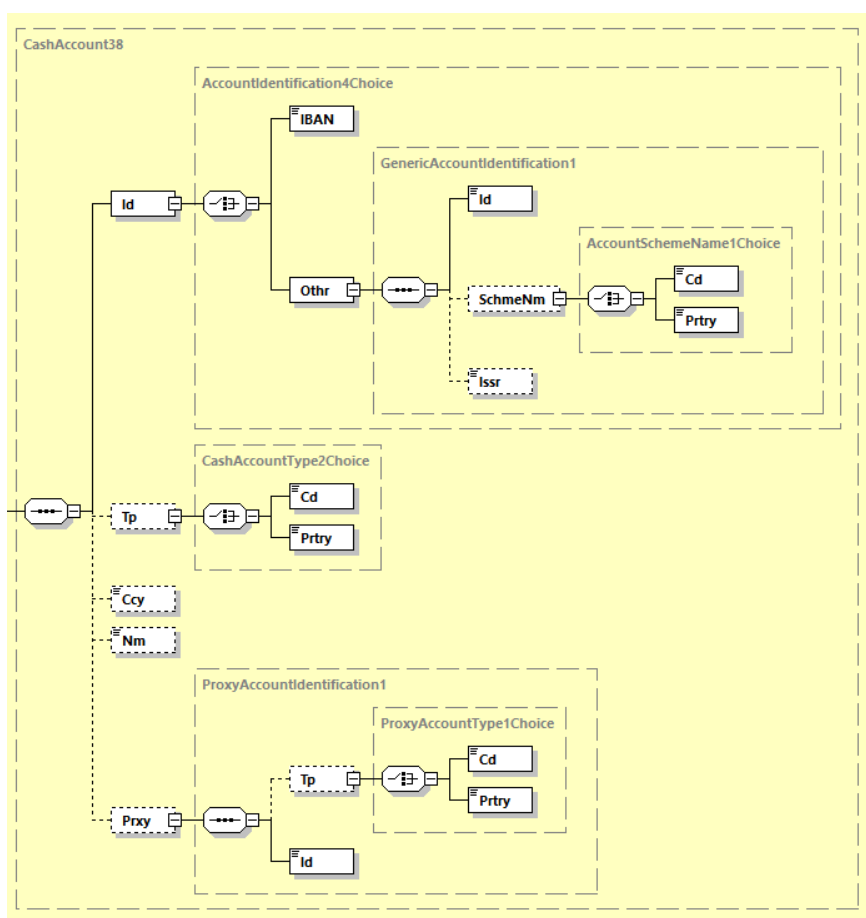 CashAccount38
AccountIdentification4Choice
IBAN
GenericAccountIdentification1
Id
Id
AccountSchemeName1Choice
Cd
Othr
SchmeNm
Prtry
Issr
CashAccountType2Choice
Cd
Tp
Prtry
Ccy
Nm
ProxyAccountIdentification1
ProxyAccountType1Choice
Cd
Tp
Prtry
Prxy
Id